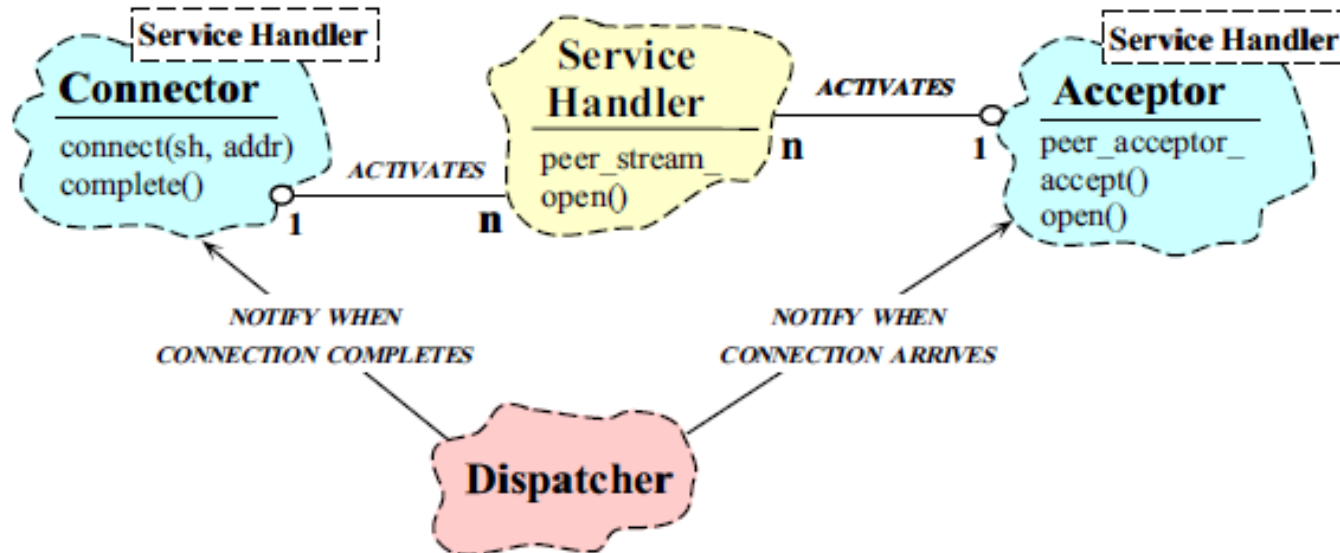 Service Handler
Connector
connect(sh, addr)
complete()
ACTIVATES
1
n
Service
Handler
peer_stream_
open()
ACTIVATES
n
1
Service Handler
Acceptor
peer_acceptor_
accept()
open()
NOTIFY WHEN
CONNECTION COMPLETES
NOTIFY WHEN
CONNECTION ARRIVES
Dispatcher